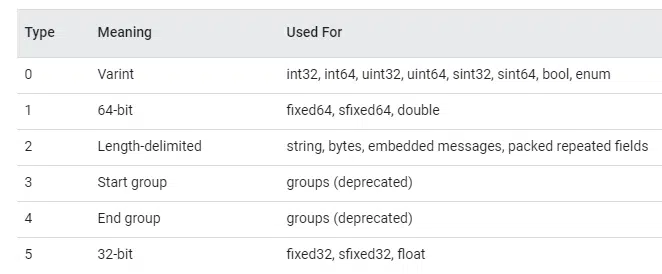 Type Meaning Used For
0 Varint int32, int64, uint32, uint64, sint32, sint64, bool, enum
1 64-bit fixed64, sfixed64, double
2 Length-delimited string, bytes, embedded messages, packed repeated fields
3 Start group groups (deprecated)
4 End group groups (deprecated)
5 32-bit fixed32, sfixed32, float